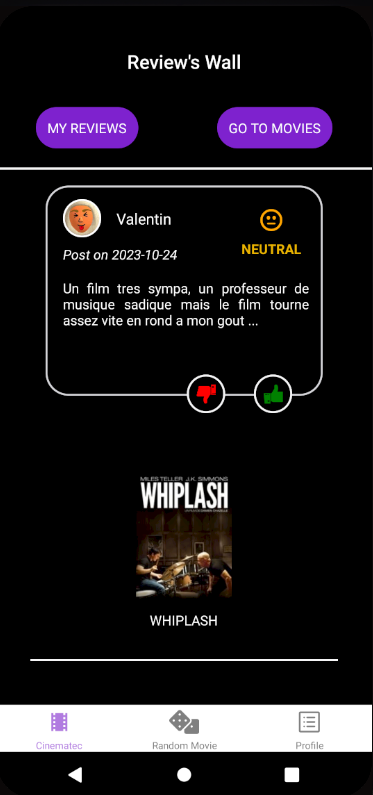 Review's Wall
MY REVIEWS
GO TO MOVIES
Valentin
NEUTRAL
Post on 2023-10-24
Un film tres sympa, un professeur de
musique sadique mais le film tourne
assez vite en rond a mon gout ...
MILES TELLER J.K. SIMMONS
WHIPLASH
WHIPLASH
Cinematec
Random Movie
Profile